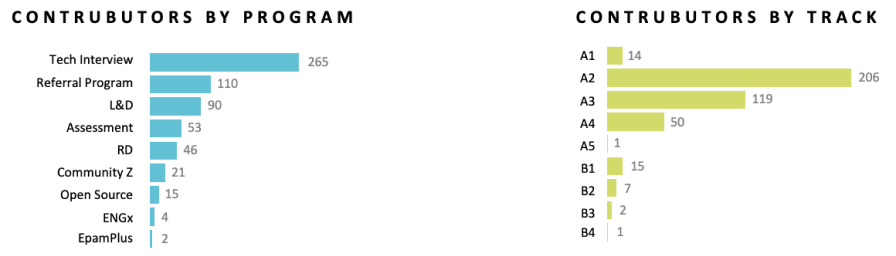 CONTRUBUTORS BY PROGRAM
Tech Interview 265
Referral Program 110
L&D 90
Assessment 53
RD 46
Community Z 21
Open Source 15
ENGx 4
EpamPlus 2
CONTRUBUTORS BY TRACK
A1 14
A2 206
A3 119
A4 50
A5 1
B1 15
B2 7
B3 2
B4 1